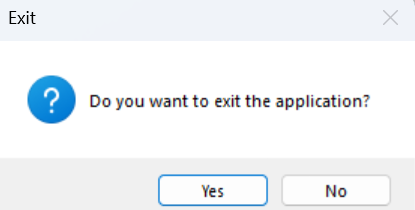 Exit
Do you want to exit the application?
Yes
No